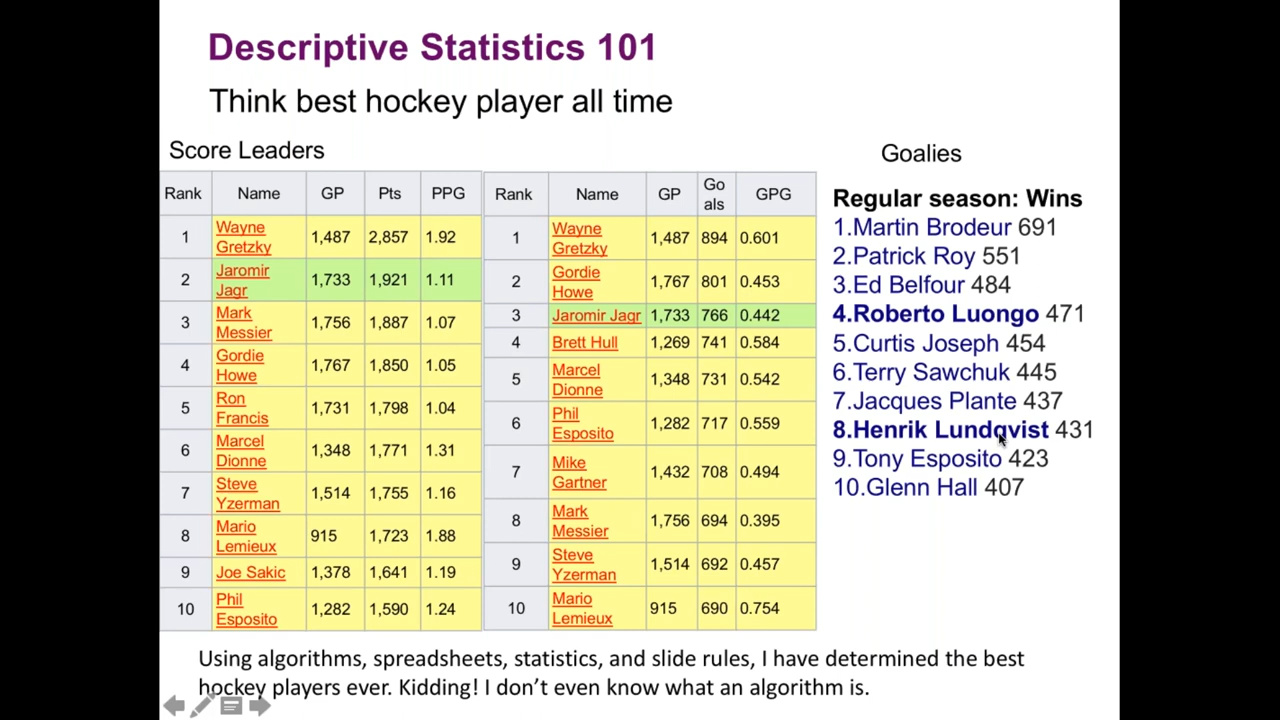 Descriptive Statistics 101
Think best hockey player all time
Score Leaders
Rank Name GP Pts PPG
1 Wayne Gretzky 1,487 2,857 1.92
2 Jaromir Jagr 1,733 1,921 1.11
3 Mark Messier 1,756 1,887 1.07
4 Gordie Howe 1,767 1,850 1.05
5 Ron Francis 1,731 1,798 1.04
6 Marcel Dionne 1,348 1,771 1.31
7 Steve Yzerman 1,514 1,755 1.16
8 Mario Lemieux 915 1,723 1.88
9 Joe Sakic 1,378 1,641 1.19
10 Phil Esposito 1,282 1,590 1.24
Rank Name GP Go als GPG
1 Wayne Gretzky 1,487 894 0.601
2 Gordie Howe 1,767 801 0.453
3 Jaromir Jagr 1,733 766 0.442
4 Brett Hull 1,269 741 0.584
5 Marcel Dionne 1,348 731 0.542
6 Phil Esposito 1,282 717 0.559
7 Mike Gartner 1,432 708 0.494
8 Mark Messier 1,756 694 0.395
9 Steve Yzerman 1,514 692 0.457
10 Mario Lemieux 915 690 0.754
Goalies
Regular season: Wins
1.Martin Brodeur 691
2.Patrick Roy 551
3.Ed Belfour 484
4.Roberto Luongo 471
5.Curtis Joseph 454
6.Terry Sawchuk 445
7.Jacques Plante 437
8.Henrik Lundqvist 431
9.Tony Esposito 423
10.Glenn Hall 407
Using algorithms, spreadsheets, statistics, and slide rules, I have determined the best
hockey players ever. Kidding! I don't even know what an algorithm is.